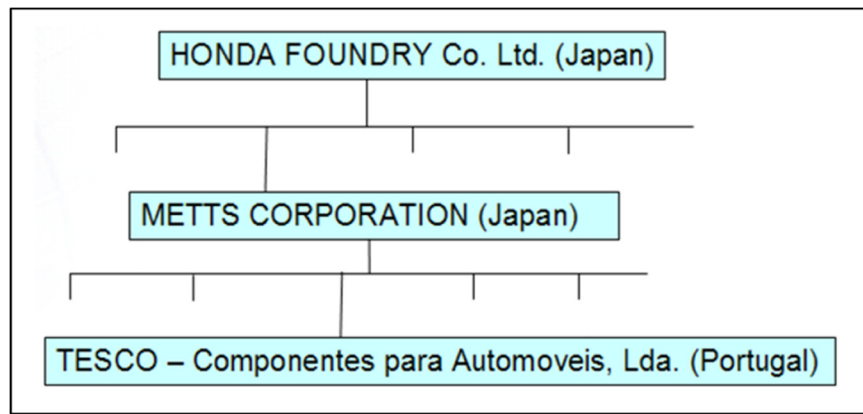 HONDA FOUNDRY Co. Ltd. (Japan)
METTS CORPORATION (Japan)
TESCO – Componentes para Automoveis, Lda. (Portugal)